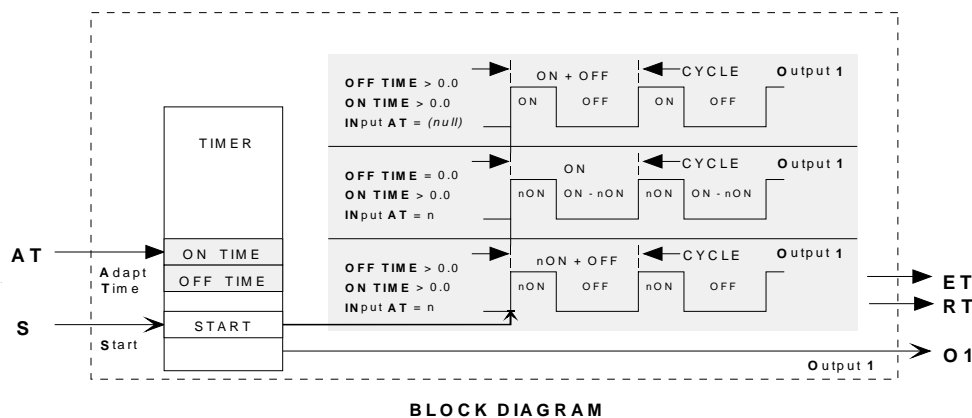 TIMER
ON TIME
OFF TIME
START
AT
Adapt
Time
S
Start
OFF TIME > 0.0
ON TIME > 0.0
INput AT = (null)
ON + OFF
CYCLE
Output 1
ON
OFF
ON
OFF
OFF TIME = 0.0
ON TIME > 0.0
INput AT = n
ON
CYCLE
Output 1
nON
ON - nON
nON
ON - nON
OFF TIME > 0.0
ON TIME > 0.0
INput AT = n
nON + OFF
CYCLE
Output 1
nON
OFF
nON
OFF
ET
RT
O1
Output 1
BLOCK DIAGRAM